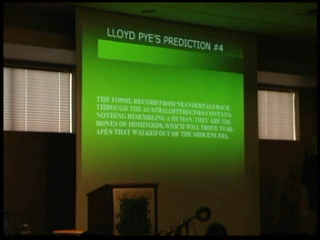 LLOYD PYE'S PREDICTION #4
THE FOSSIL RECORD FROM NEANDERTALS BACK
THROUGH THE AUSTRALOPITHECINES CONTAINS
NOTHING RESEMBLING A HUMAN. THEY ARE THE
BONES OF HOMINOIDS, WHICH WILL PROVE TO BE
APES THAT WALKED OUT OF THE MIOCENE ERA.